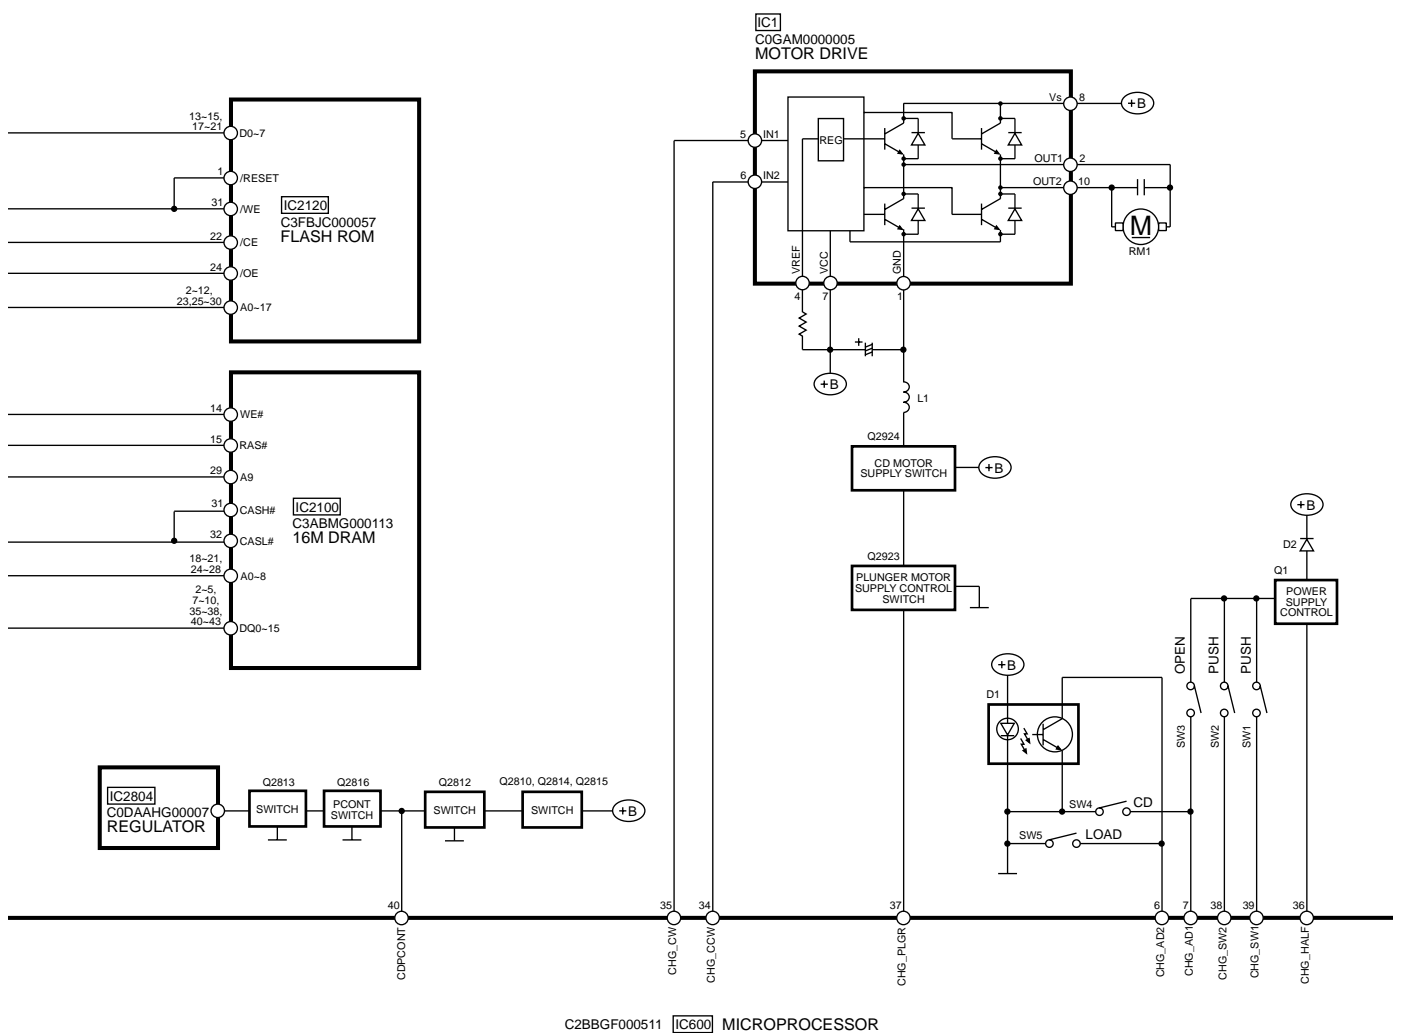 IC1
C0GAM0000005
MOTOR DRIVE
Vs
8
+B
5
IN1
REG
OUT1
2
6
IN2
OUT2
10
M
RM1
VREF
VCC
GND
4
7
1
+
+B
L1
13~15,
17~21
D0~7
1
/RESET
31
/WE
22
/CE
24
/OE
2~12,
23,25~30
A0~17
IC2120
C3FBJC000057
FLASH ROM
14
WE#
15
RAS#
29
A9
31
CASH#
32
CASL#
18~21,
24~28
A0~8
2~5,
7~10,
35~38,
40~43
DQ0~15
IC2100
C3ABMG000113
16M DRAM
Q2924
CD MOTOR
SUPPLY SWITCH
+B
Q2923
PLUNGER MOTOR
SUPPLY CONTROL
SWITCH
+B
D2
Q1
POWER
SUPPLY
CONTROL
OPEN
PUSH
PUSH
SW3
SW2
SW1
+B
D1
SW4
CD
SW5
LOAD
IC2804
C0DAAHG00007
REGULATOR
Q2813
SWITCH
Q2816
PCONT
SWITCH
Q2812
SWITCH
Q2810, Q2814, Q2815
SWITCH
+B
40
35
34
37
6
7
38
39
36
CDPCONT
CHG_CW
CHG_CCW
CHG_PLGR
CHG_AD2
CHG_AD1
CHG_SW2
CHG_SW1
CHG_HALF
C2BBGF000511 IC600 MICROPROCESSOR